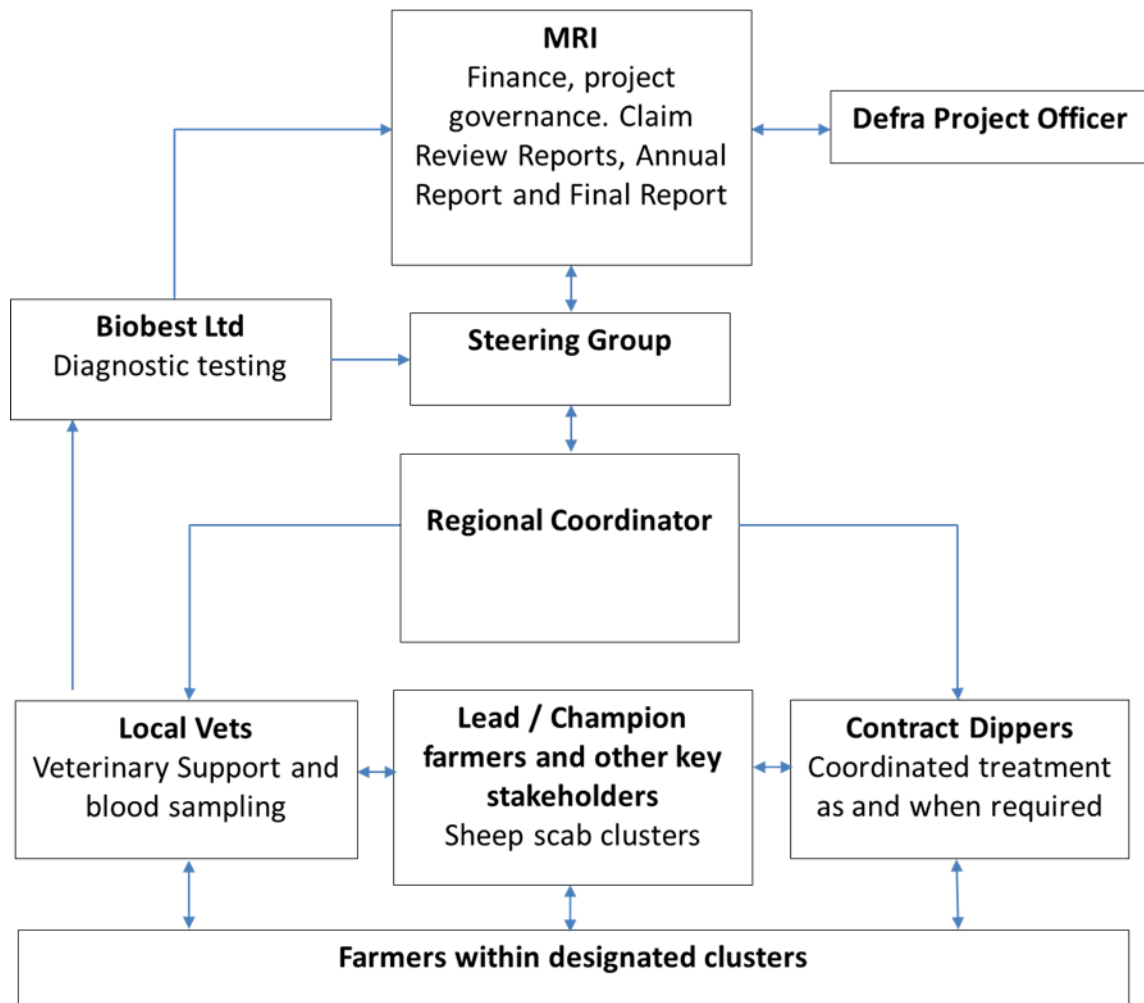 MRI
Finance, project
governance. Claim
Review Reports, Annual
Report and Final Report
Defra Project Officer
Biobest Ltd
Diagnostic testing
Steering Group
Regional Coordinator
Local Vets
Veterinary Support and
blood sampling
Lead / Champion
farmers and other key
stakeholders
Sheep scab clusters
Contract Dippers
Coordinated treatment
as and when required
Farmers within designated clusters